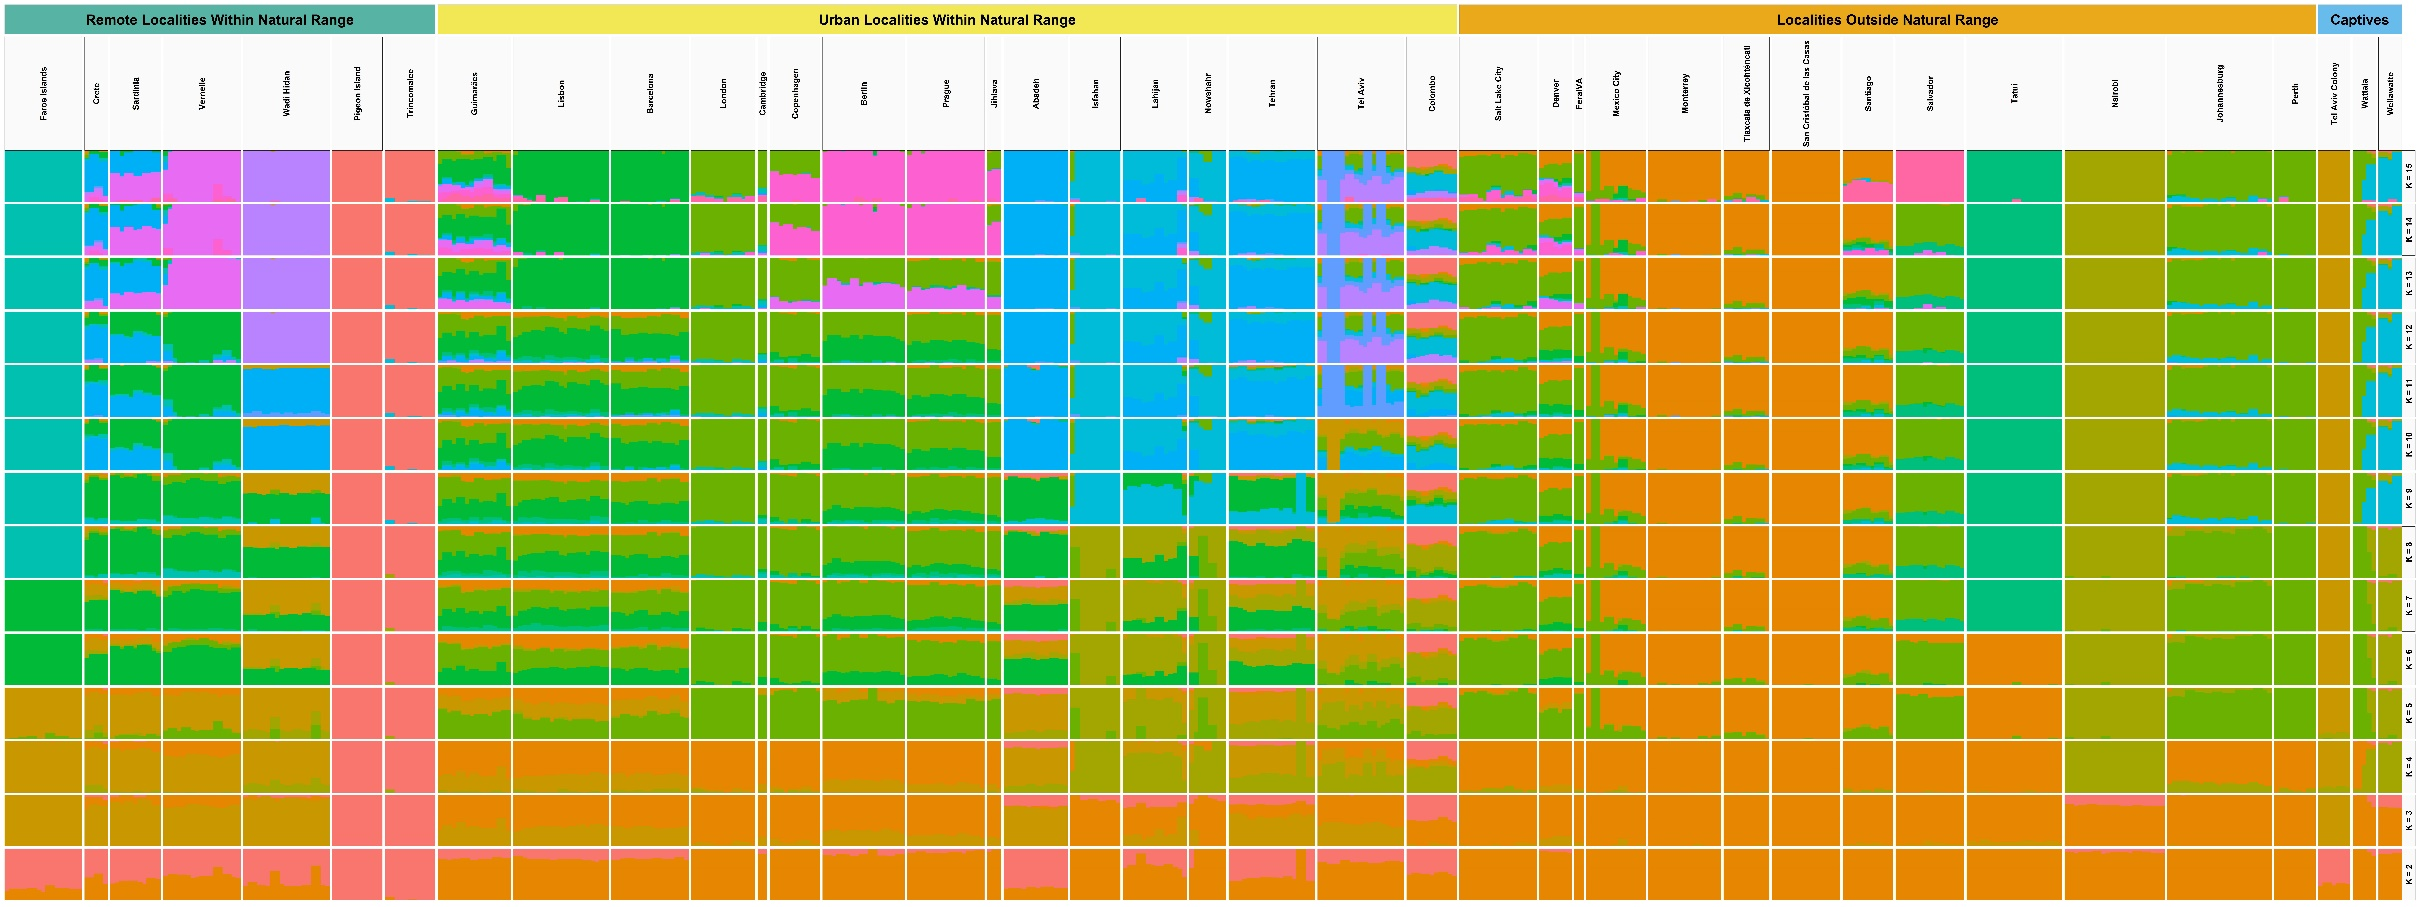 Remote Localities Within Natural Range
Urban Localities Within Natural Range
Localities Outside Natural Range
Captives
Faroe Islands
Crete
Sardinia
Vernelle
Wadi Hidan
Pigeon Island
Trincomalee
Guimarães
Lisbon
Barcelona
London
Cambridge
Copenhagen
Berlin
Prague
Jihlava
Abadeh
Isfahan
Lahijan
Nowshahr
Tehran
Tel Aviv
Colombo
Salt Lake City
Denver
FeralVA
Mexico City
Monterrey
Tlaxcala de Xicohténcatl
San Cristóbal de las Casas
Santiago
Salvador
Tatuí
Nairobi
Johannesburg
Perth
Tel Aviv Colony
Wattala
Wellawatte
K = 15
K = 14
K = 13
K = 12
K = 11
K = 10
K = 9
K = 8
K = 7
K = 6
K = 5
K = 4
K = 3
K = 2